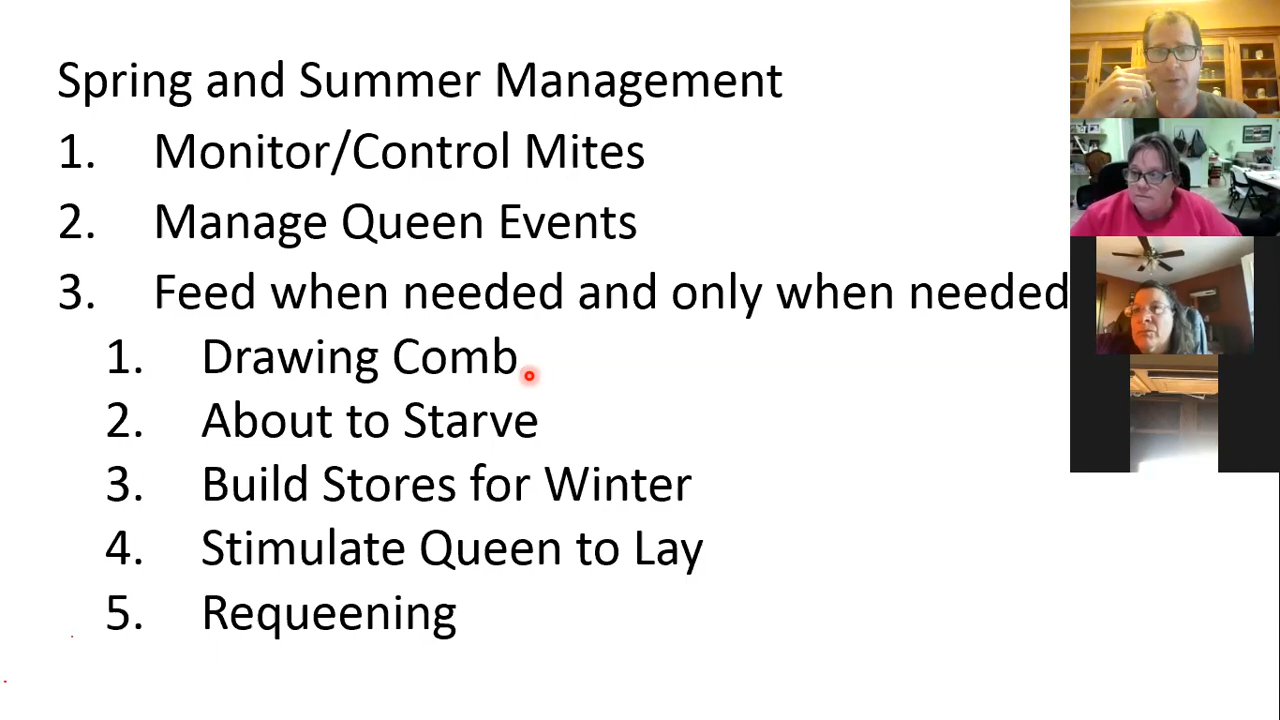 Spring and Summer Management
1. Monitor/Control Mites
2. Manage Queen Events
3. Feed when needed and only when needed
1. Drawing Comb
2. About to Starve
3. Build Stores for Winter
4. Stimulate Queen to Lay
5. Requeening